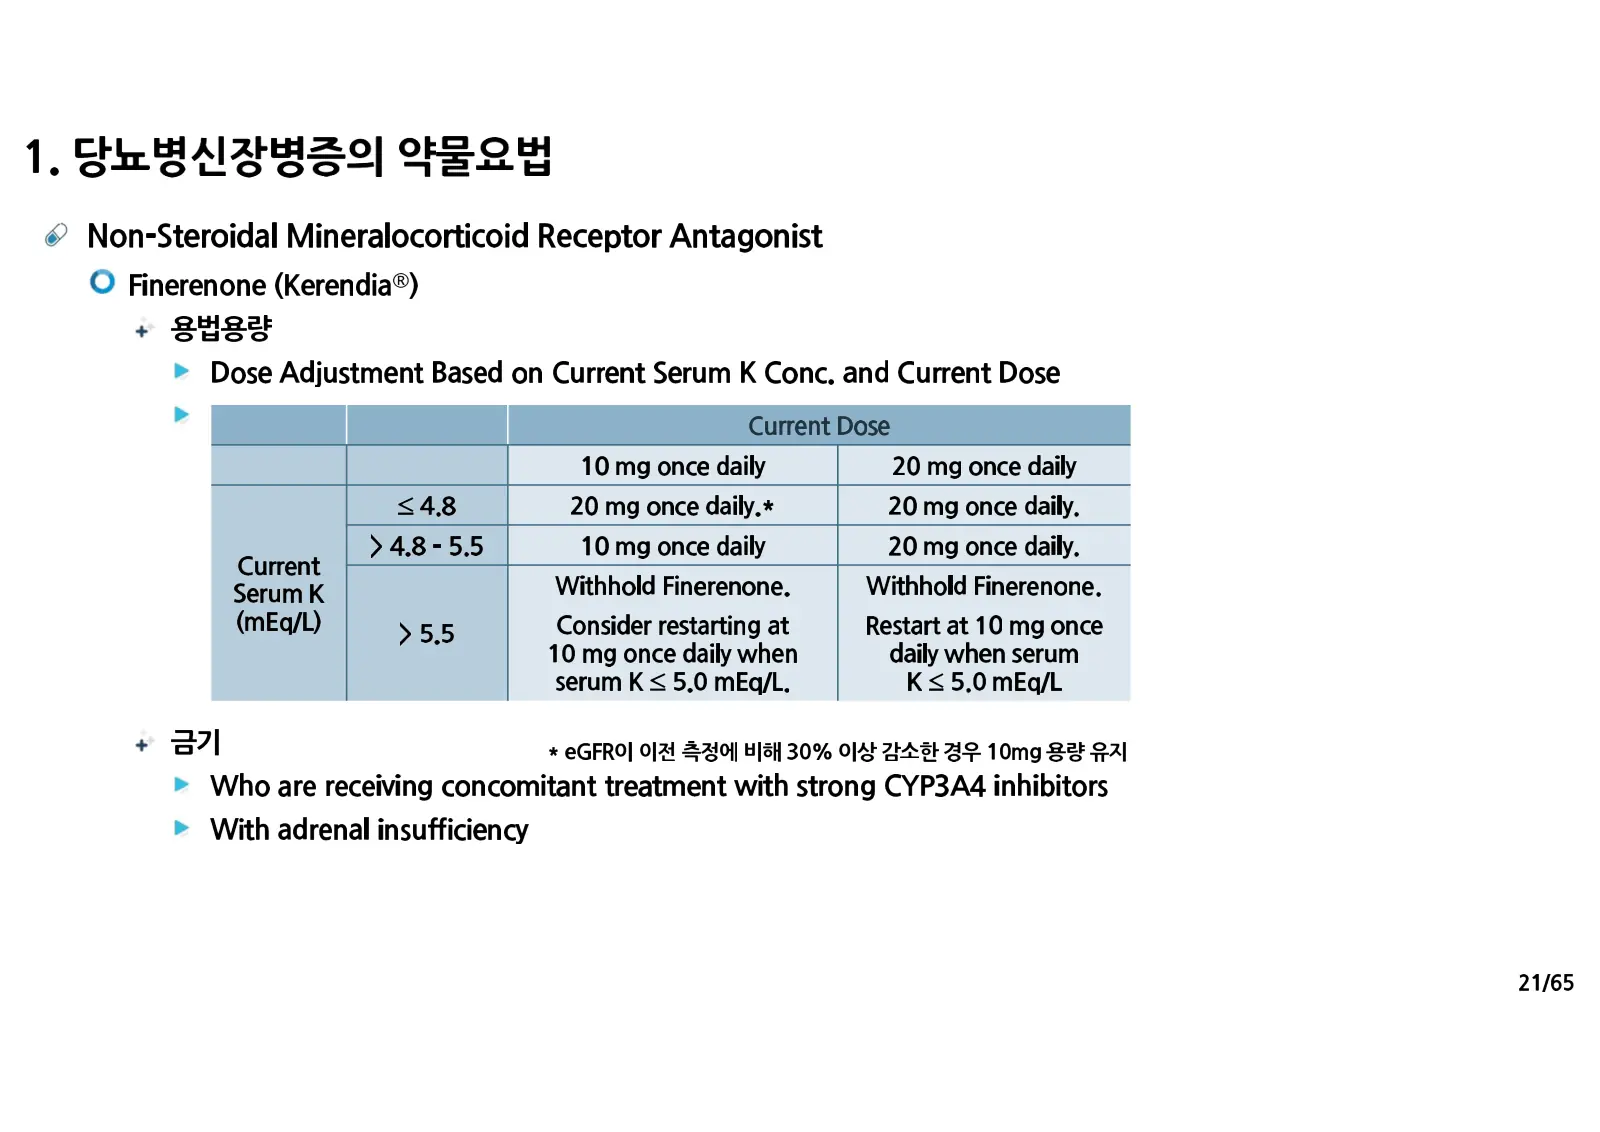 1. 당뇨병신장병증의 약물요법
Non-Steroidal Mineralocorticoid Receptor Antagonist
Finerenone (Kerendia®)
용법용량
Dose Adjustment Based on Current Serum K Conc. and Current Dose
Current Dose
10 mg once daily 20 mg once daily
≤ 4.8 20 mg once daily.* 20 mg once daily.
> 4.8 - 5.5 10 mg once daily 20 mg once daily.
Current
Serum K
(mEq/L)
> 5.5
Withhold Finerenone.
Consider restarting at
10 mg once daily when
serum K ≤ 5.0 mEq/L.
Withhold Finerenone.
Restart at 10 mg once
daily when serum
K ≤ 5.0 mEq/L
금기
* eGFR이 이전 측정에 비해 30% 이상 감소한 경우 10mg 용량 유지
Who are receiving concomitant treatment with strong CYP3A4 inhibitors
With adrenal insufficiency
21/65